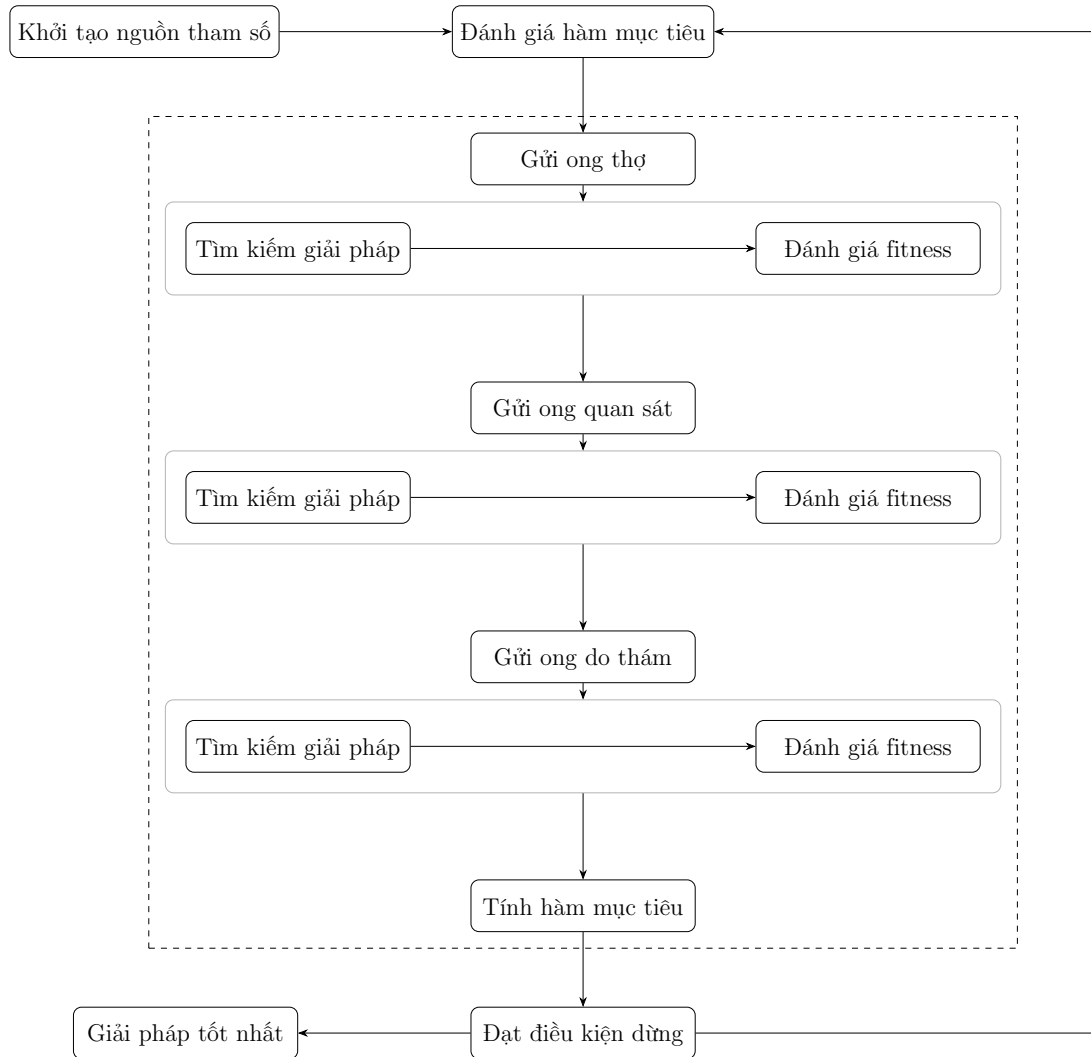 Khởi tạo nguồn tham số
Đánh giá hàm mục tiêu
Gửi ong thợ
Tìm kiếm giải pháp
Đánh giá fitness
Gửi ong quan sát
Tìm kiếm giải pháp
Đánh giá fitness
Gửi ong do thám
Tìm kiếm giải pháp
Đánh giá fitness
Tính hàm mục tiêu
Giải pháp tốt nhất
Đạt điều kiện dừng